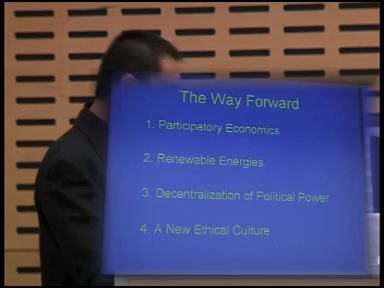 The Way Forward
1. Participatory Economics
2. Renewable Energies
3. Decentralization of Political Power
4. A New Ethical Culture